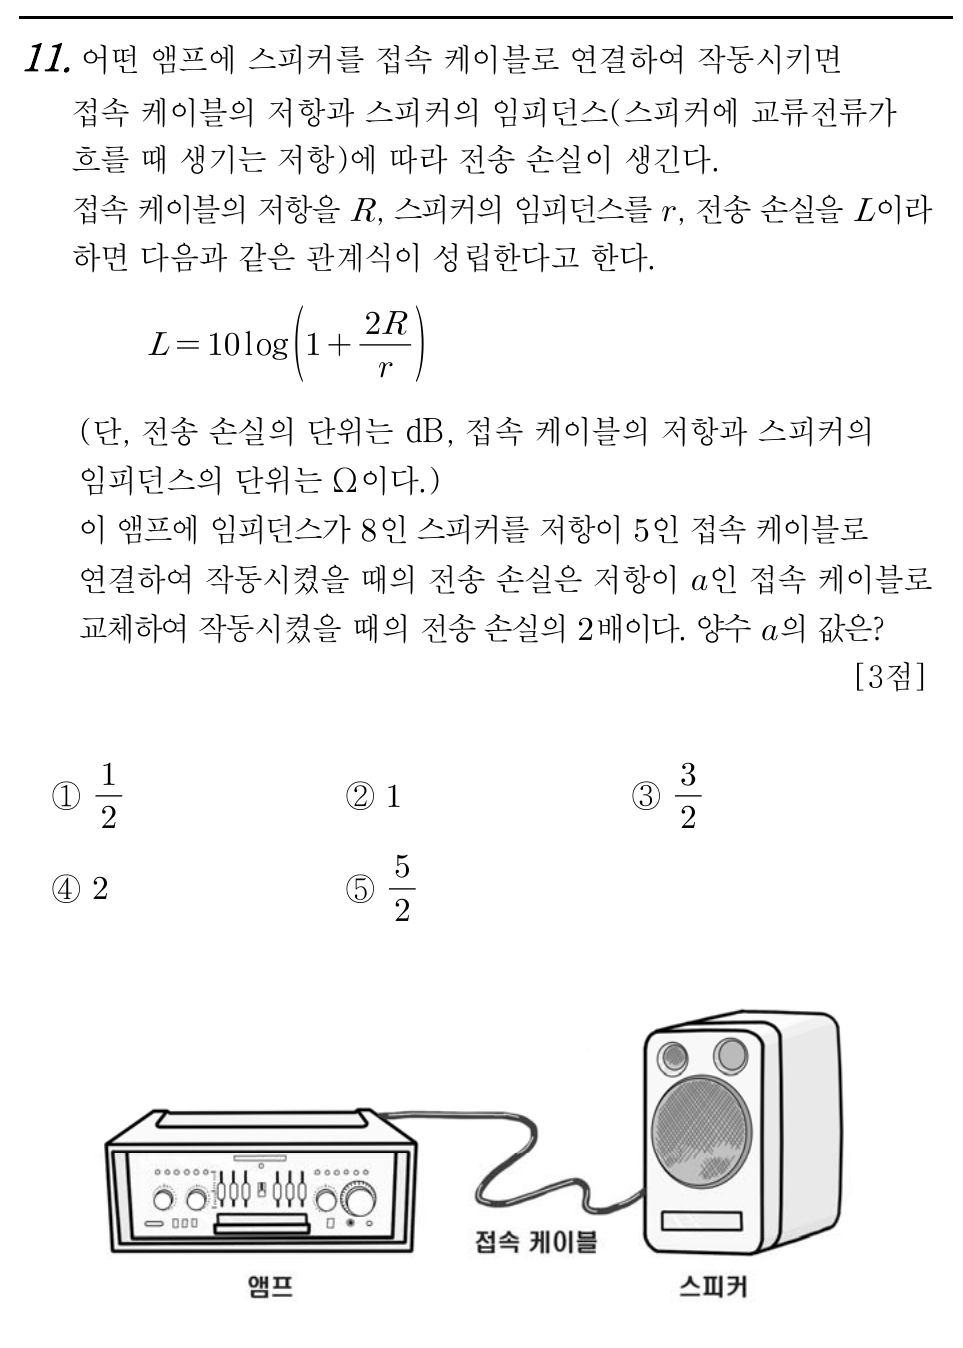 11. 어떤 앰프에 스피커를 접속 케이블로 연결하여 작동시키면
접속 케이블의 저항과 스피커의 임피던스(스피커에 교류전류가
흐를 때 생기는 저항)에 따라 전송 손실이 생긴다.
접속 케이블의 저항을 R, 스피커의 임피던스를 r, 전송 손실을 L이라
하면 다음과 같은 관계식이 성립한다고 한다.
L=10log(1+2R/r)
(단, 전송 손실의 단위는 dB, 접속 케이블의 저항과 스피커의
임피던스의 단위는 Ω이다.)
이 앰프에 임피던스가 8인 스피커를 저항이 5인 접속 케이블로
연결하여 작동시켰을 때의 전송 손실은 저항이 a인 접속 케이블로
교체하여 작동시켰을 때의 전송 손실의 2배이다. 양수 a의 값은?
[3점]
① 1/2 ② 1 ③ 3/2
④ 2 ⑤ 5/2
접속 케이블
앰프 스피커